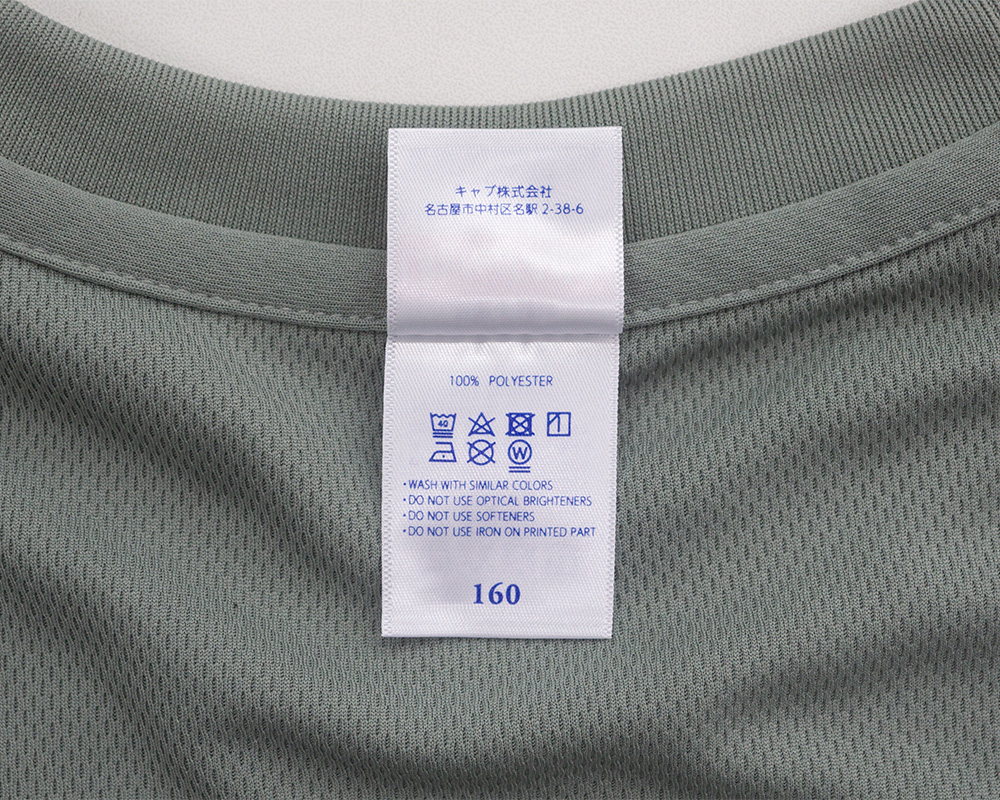 キャブ株式会社
名古屋市中村区名駅 2-38-6
100% POLYESTER
40
W
・WASH WITH SIMILAR COLORS
・DO NOT USE OPTICAL BRIGHTENERS
・DO NOT USE SOFTENERS
・DO NOT USE IRON ON PRINTED PART
160